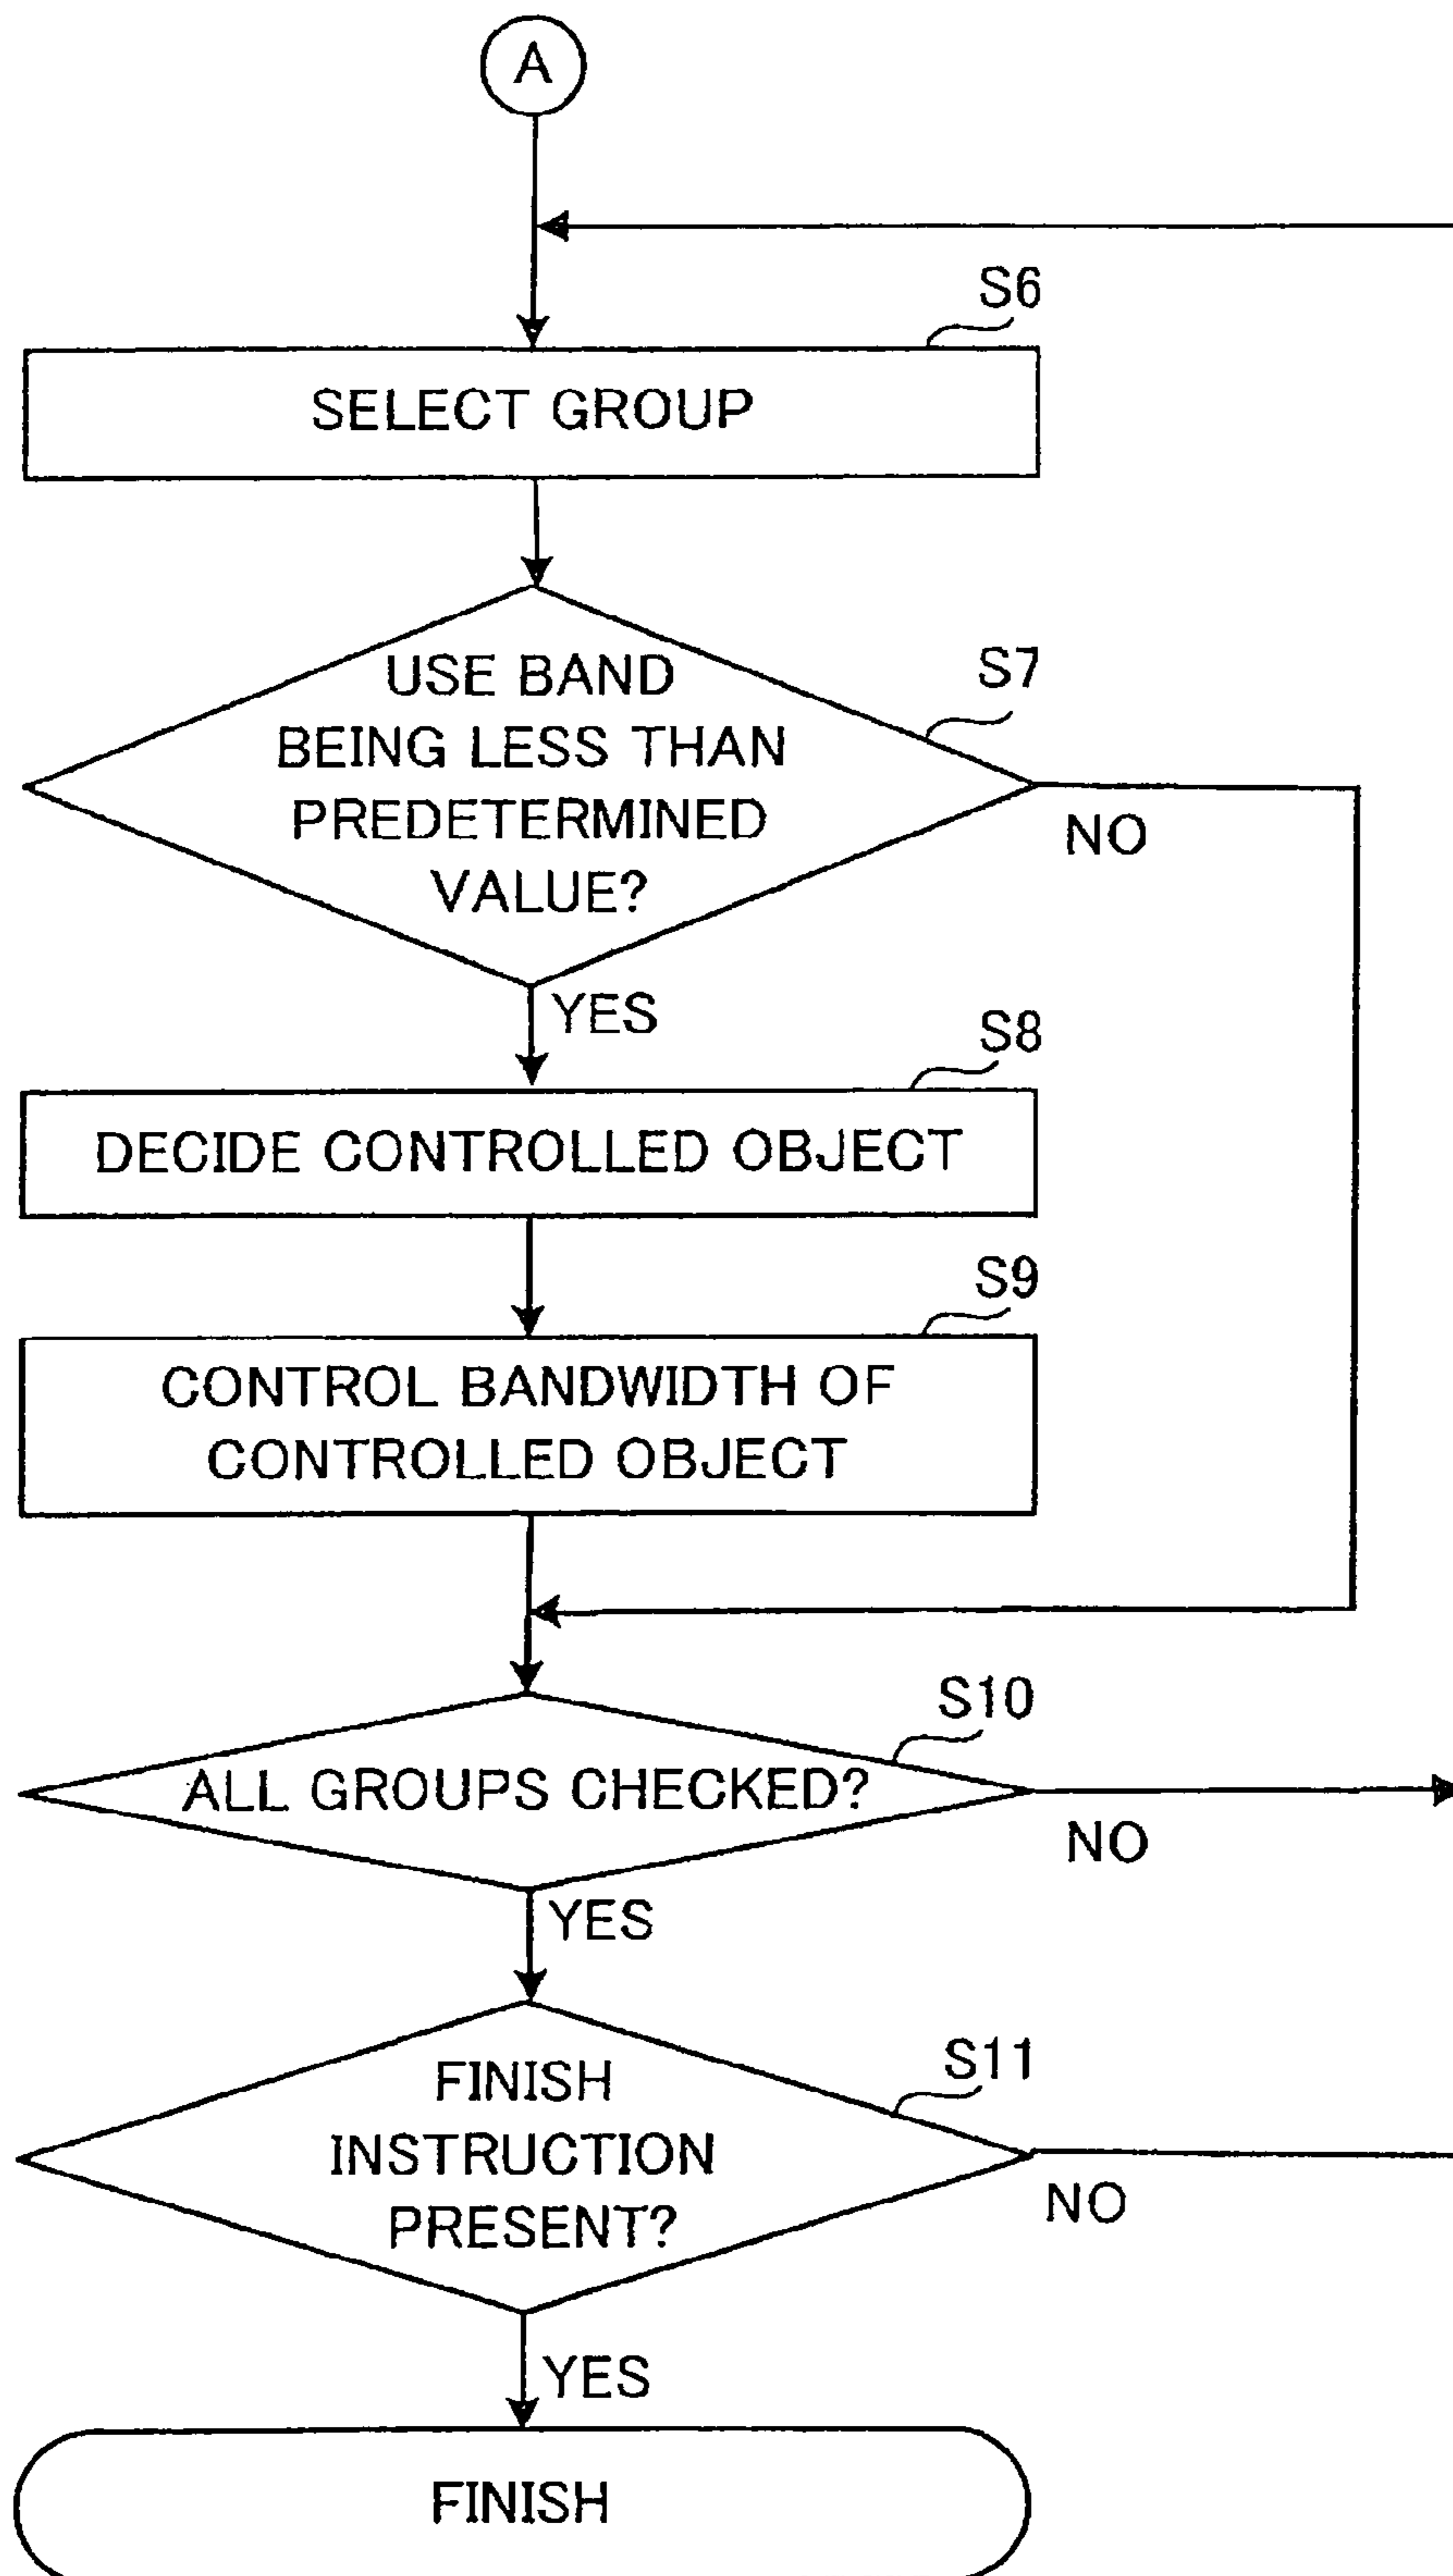 A
S6
SELECT GROUP
S7
USE BAND
BEING LESS THAN
PREDETERMINED
VALUE?
NO
YES
S8
DECIDE CONTROLLED OBJECT
S9
CONTROL BANDWIDTH OF
CONTROLLED OBJECT
S10
ALL GROUPS CHECKED?
NO
YES
S11
FINISH
INSTRUCTION
PRESENT?
NO
YES
FINISH